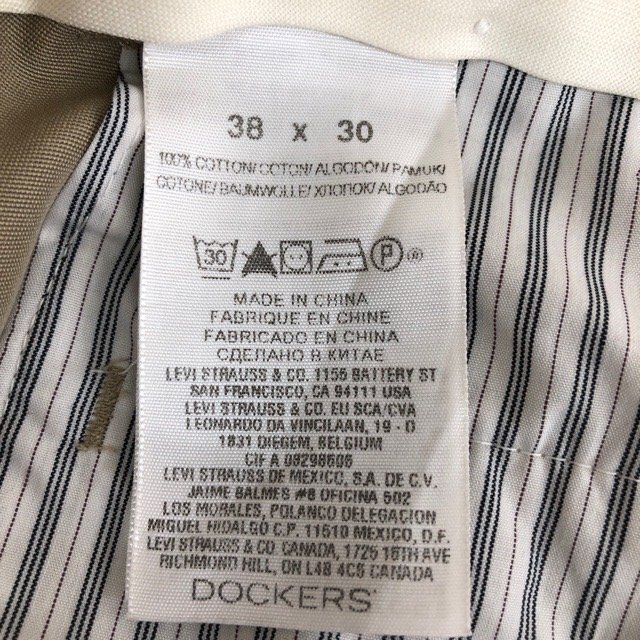 38 x 30
100% COTTON/ COTON/ ALGODÓN/ PAMUK/
COTONE/ BAUMWOLLE/ ХЛОПОК/ ALGODÃO
30 P ®
MADE IN CHINA
FABRIQUE EN CHINE
FABRICADO EN CHINA
СДЕЛАНО В КИТАЕ
LEVI STRAUSS & CO. 1155 BATTERY ST
SAN FRANCISCO, CA 94111 USA
LEVI STRAUSS & CO. EU SCA/CVA
LEONARDO DA VINCILAAN, 19 - D
1831 DIEGEM, BELGIUM
CIF A 08298606
LEVI STRAUSS DE MEXICO, S.A. DE C.V.
JAIME BALMES #8 OFICINA 502
LOS MORALES, POLANCO DELEGACION
MIGUEL HIDALGO C.P. 11510 MEXICO, D.F.
LEVI STRAUSS & CO. CANADA, 1725 16TH AVE
RICHMOND HILL, ON L4B 4C6 CANADA
DOCKERS®